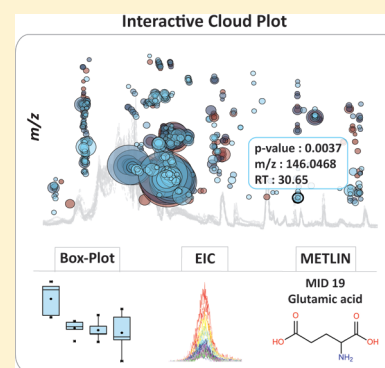 Interactive Cloud Plot
m/z
p-value : 0.0037
m/z : 146.0468
RT : 30.65
Box-Plot
EIC
METLIN
MID 19
Glutamic acid
O
O
HO
OH
NH₂